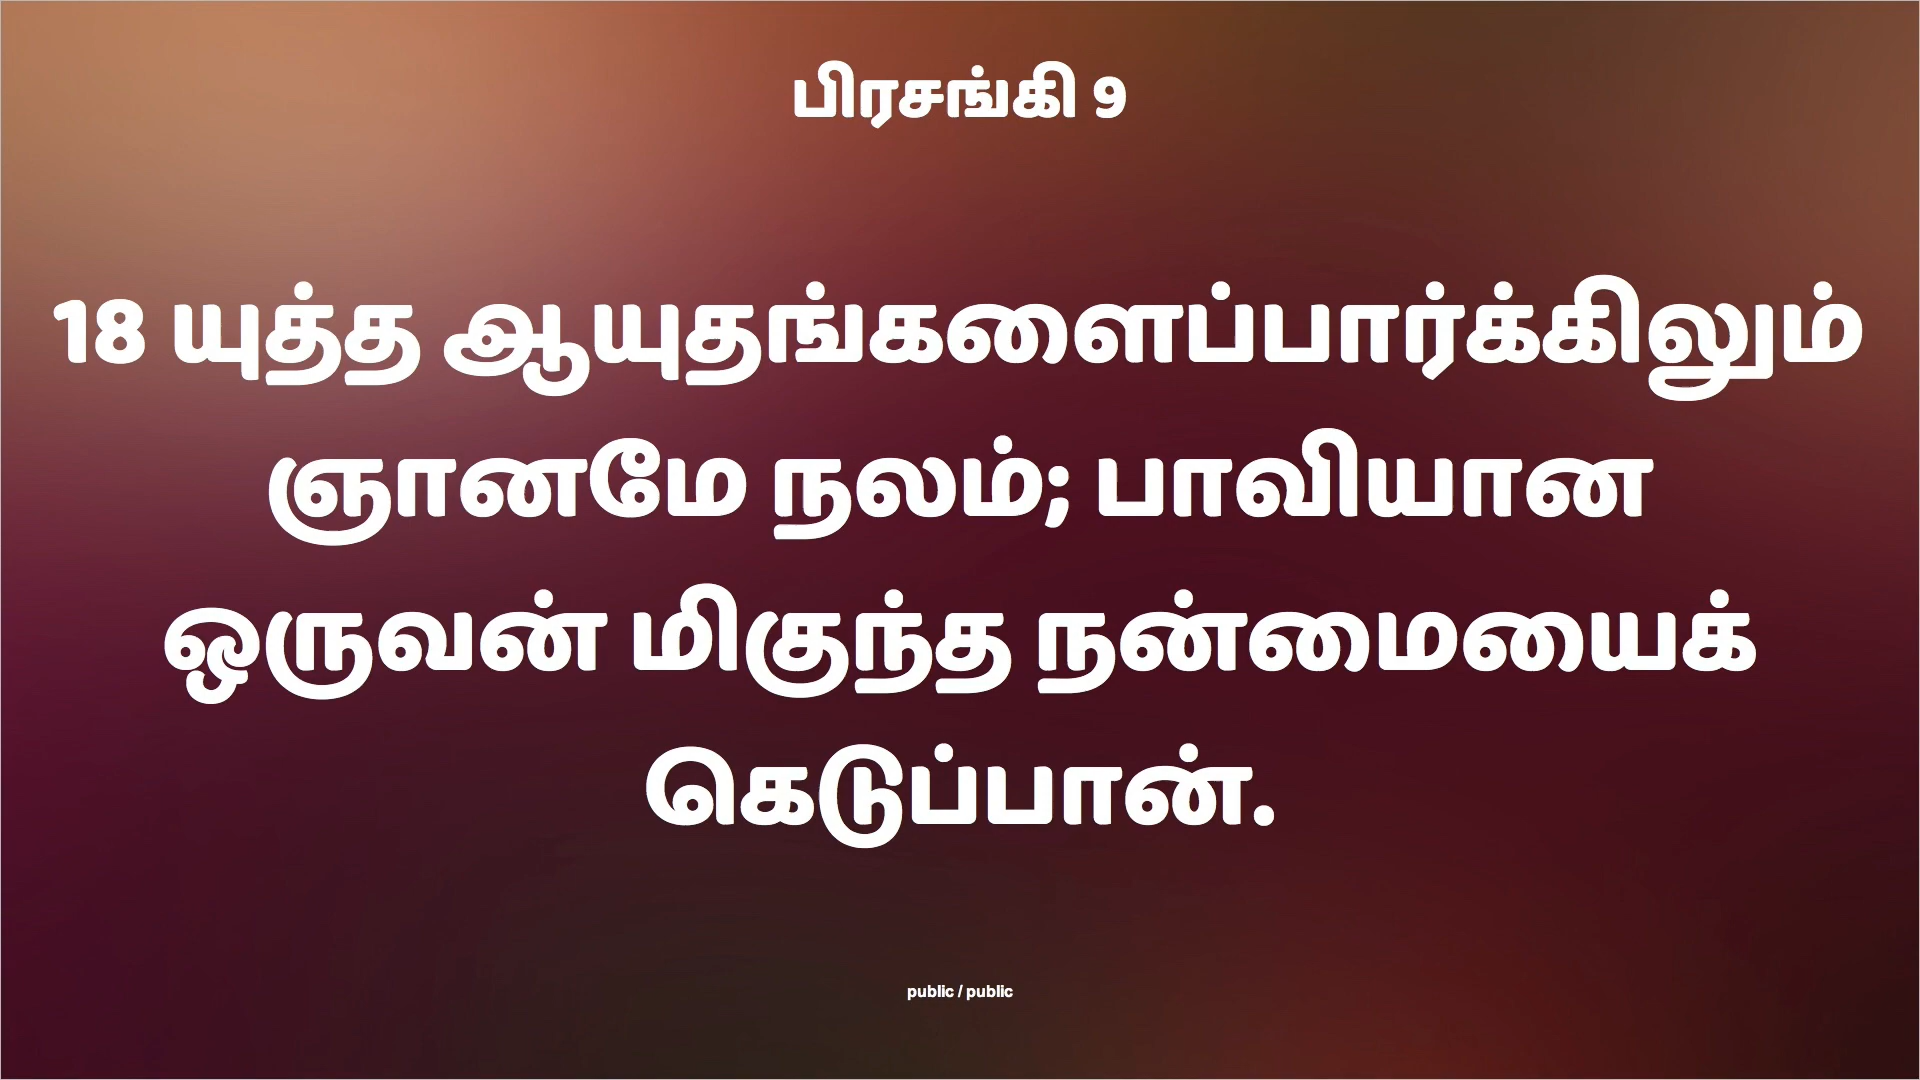 பிரசங்கி 9
18 யுத்த ஆயுதங்களைப்பார்க்கிலும்
ஞானமே நலம்; பாவியான
ஒருவன் மிகுந்த நன்மையைக்
கெடுப்பான்.
public / public